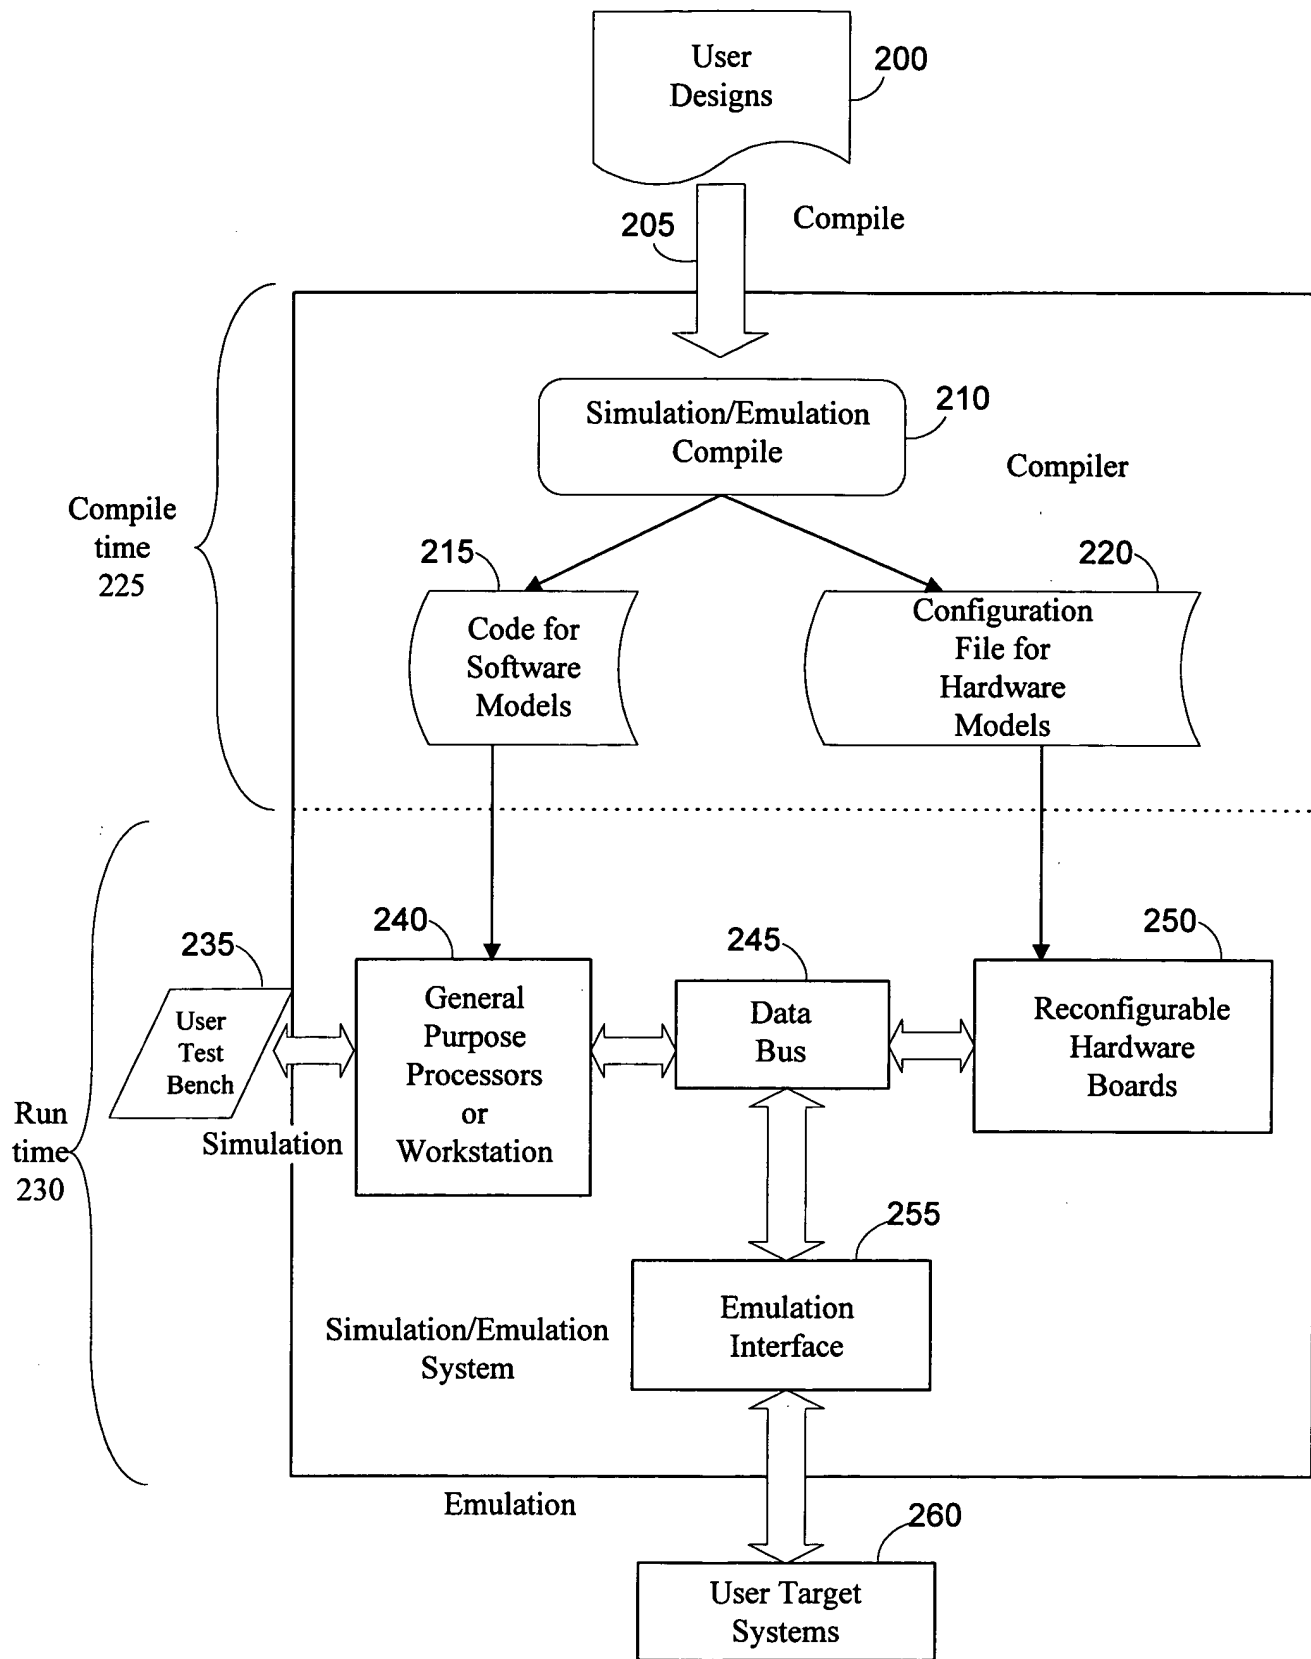 User
Designs
200
205
Compile
Simulation/Emulation
Compile
210
Compiler
Compile
time
225
215
220
Code for
Software
Models
Configuration
File for
Hardware
Models
235
240
245
250
User
Test
Bench
General
Purpose
Processors
or
Workstation
Data
Bus
Reconfigurable
Hardware
Boards
Run
time
230
Simulation
255
Emulation
Interface
Simulation/Emulation
System
Emulation
260
User Target
Systems